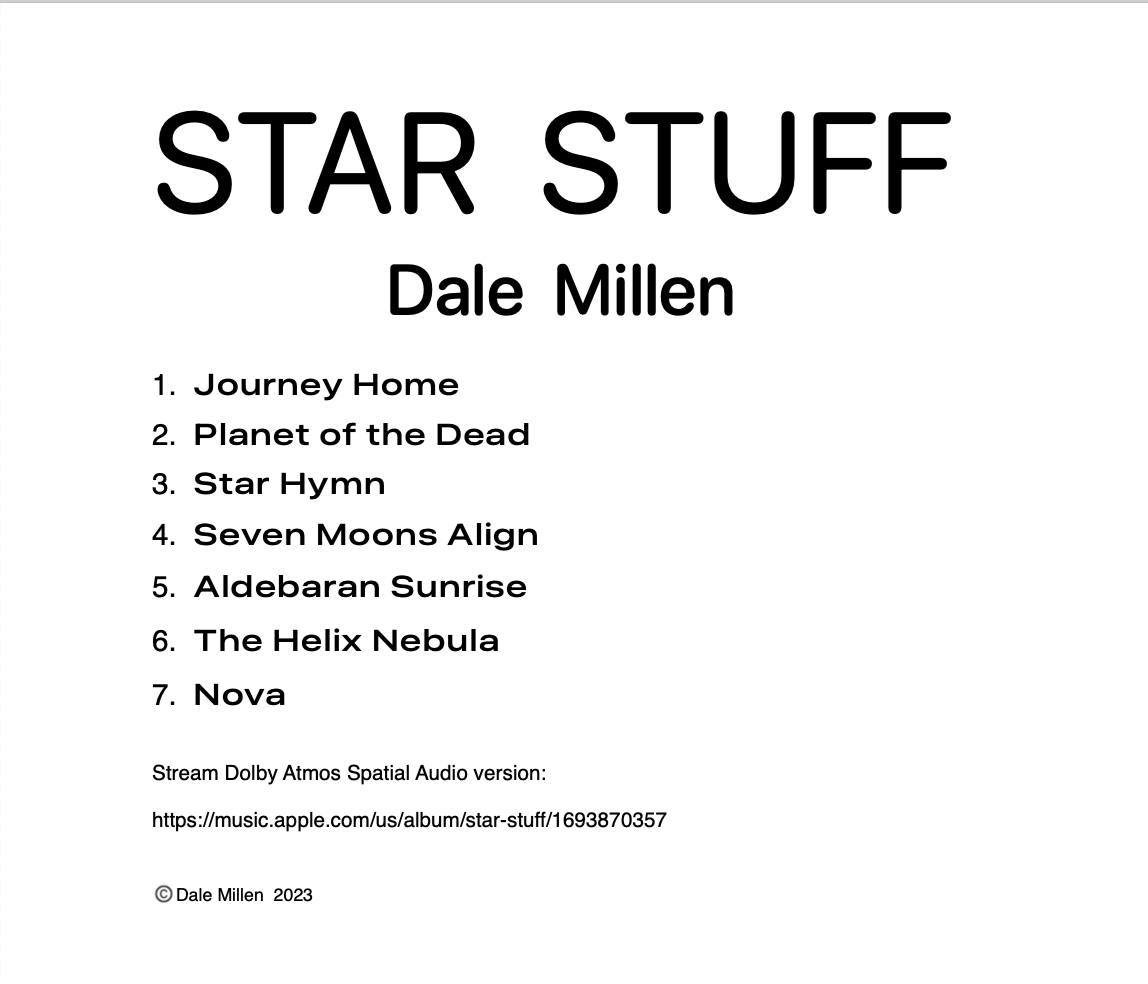 STAR STUFF
Dale Millen
1. Journey Home
2. Planet of the Dead
3. Star Hymn
4. Seven Moons Align
5. Aldebaran Sunrise
6. The Helix Nebula
7. Nova
Stream Dolby Atmos Spatial Audio version:
https://music.apple.com/us/album/star-stuff/1693870357
© Dale Millen 2023